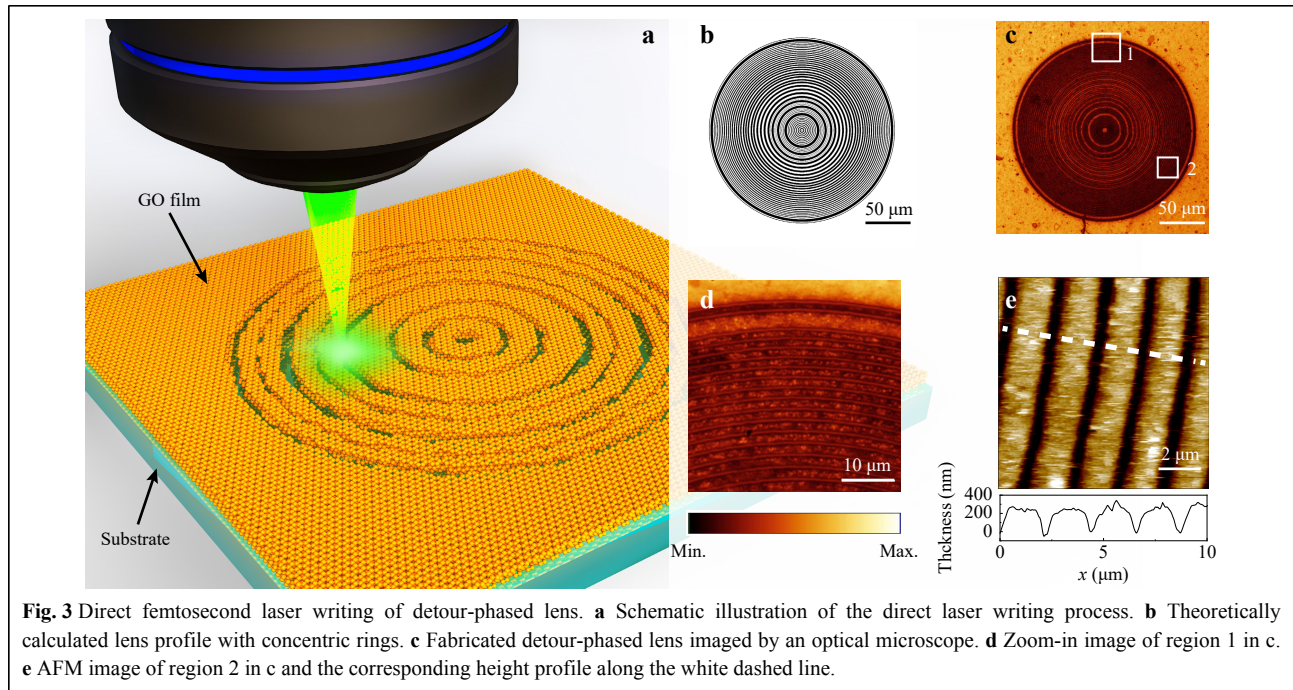 a
GO film
Substrate
b
50 μm
c
1
2
50 μm
d
10 μm
Min.
Max.
e
2 μm
Thckness (nm)
400
200
0
0
5
10
x (μm)
Fig. 3 Direct femtosecond laser writing of detour-phased lens. a Schematic illustration of the direct laser writing process. b Theoretically
calculated lens profile with concentric rings. c Fabricated detour-phased lens imaged by an optical microscope. d Zoom-in image of region 1 in c.
e AFM image of region 2 in c and the corresponding height profile along the white dashed line.